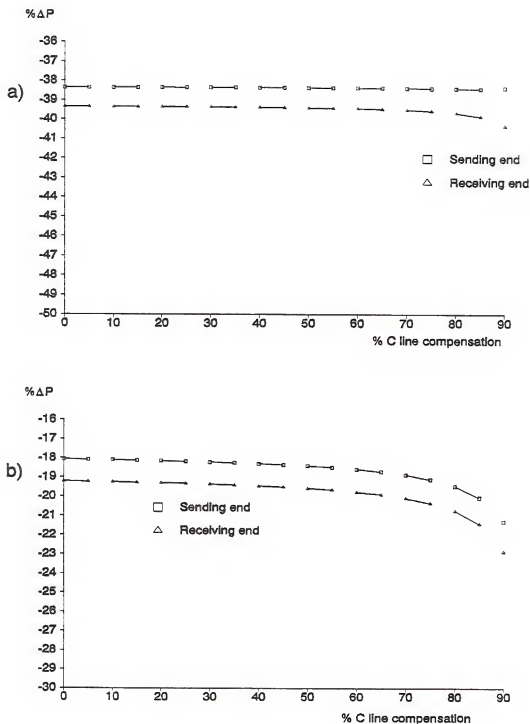 %ΔP
-36
-37
-38
a)
-39
-40
-41
-42
-43
-44
-45
-46
-47
-48
-49
-50
□ Sending end
△ Receiving end
0 10 20 30 40 50 60 70 80 90
% C line compensation
%ΔP
-16
-17
-18
b)
-19
-20
-21
-22
-23
-24
-25
-26
-27
-28
-29
-30
□ Sending end
△ Receiving end
0 10 20 30 40 50 60 70 80 90
% C line compensation